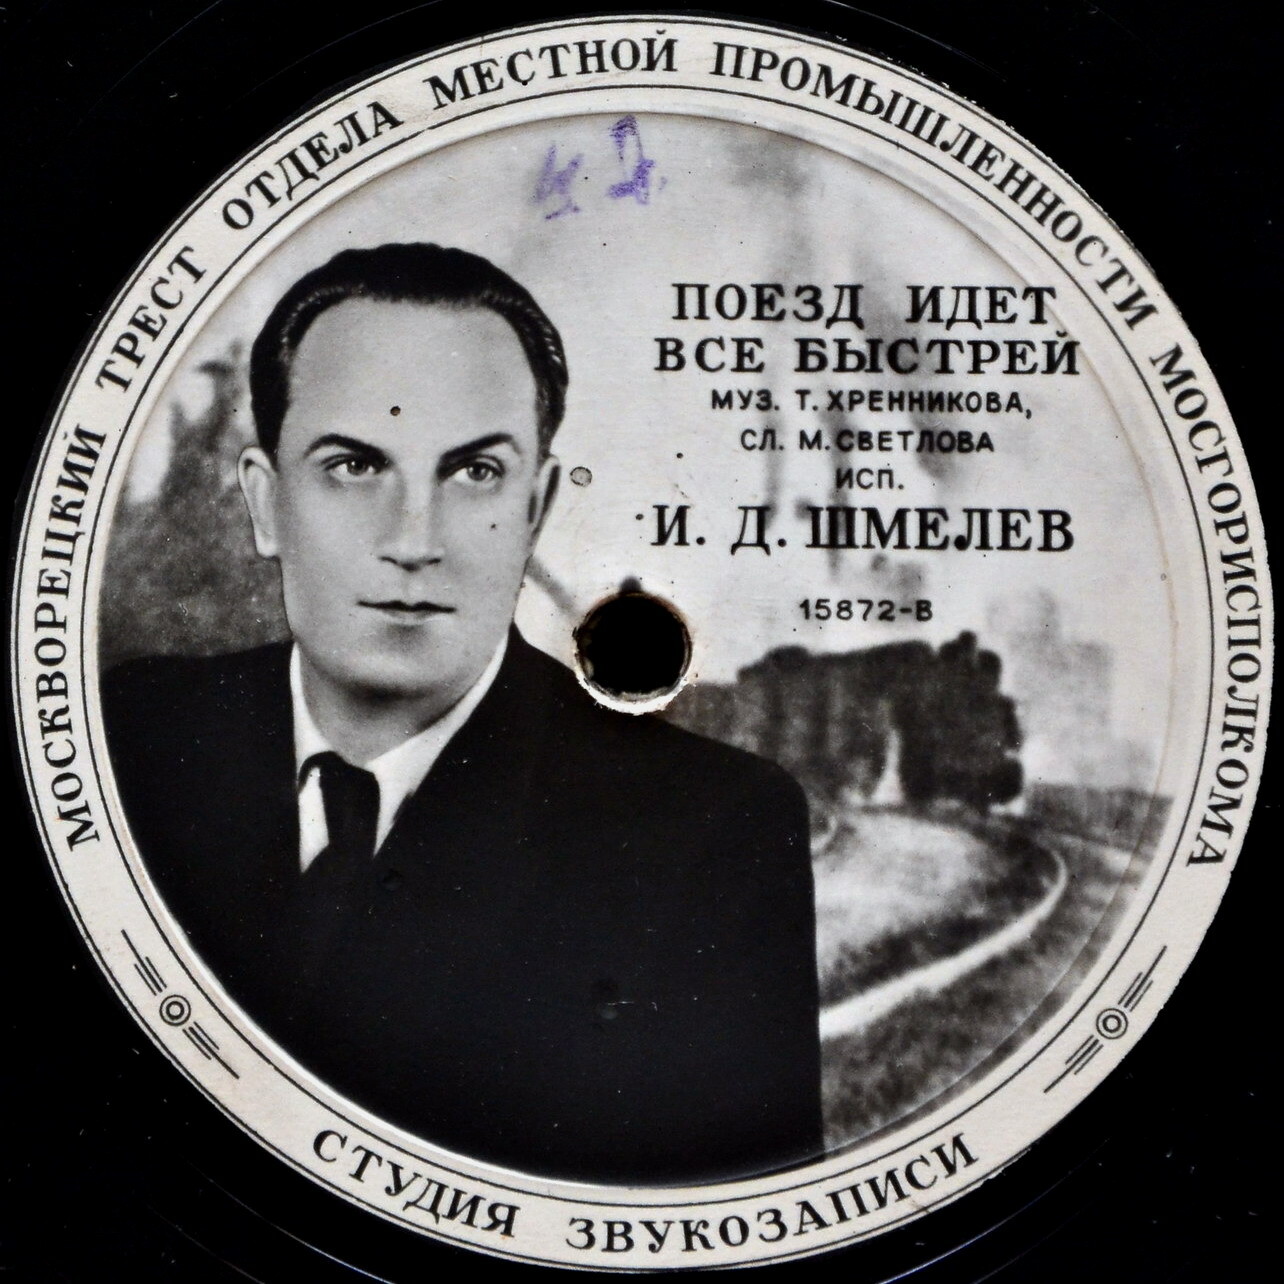 МОСКВОРЕЦКИЙ ТРЕСТ ОТДЕЛА МЕСТНОЙ ПРОМЫШЛЕННОСТИ МОСГОРИСПОЛКОМА
ПОЕЗД ИДЕТ
ВСЕ БЫСТРЕЙ
МУЗ. Т. ХРЕННИКОВА,
СЛ. М. СВЕТЛОВА
ИСП.
И. Д. ШМЕЛЕВ
15872-В
СТУДИЯ ЗВУКОЗАПИСИ